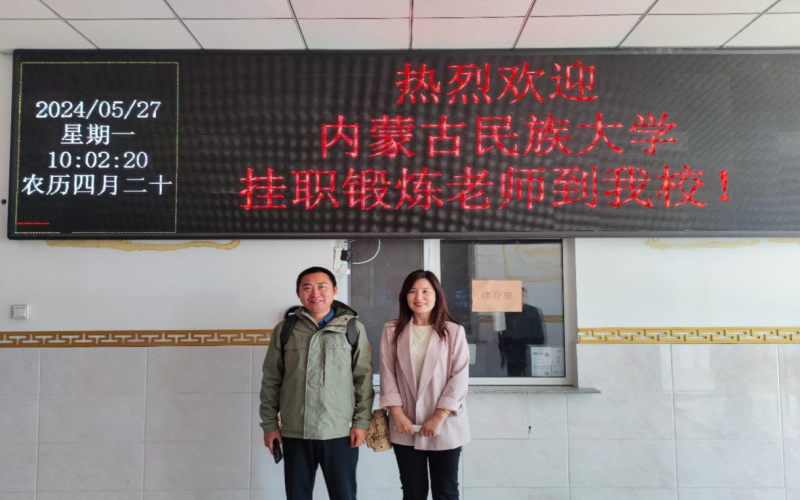 2024/05/27
星期一
10:02:20
农历四月二十
热烈欢迎
内蒙古民族大学
挂职锻炼老师到我校！
储存室